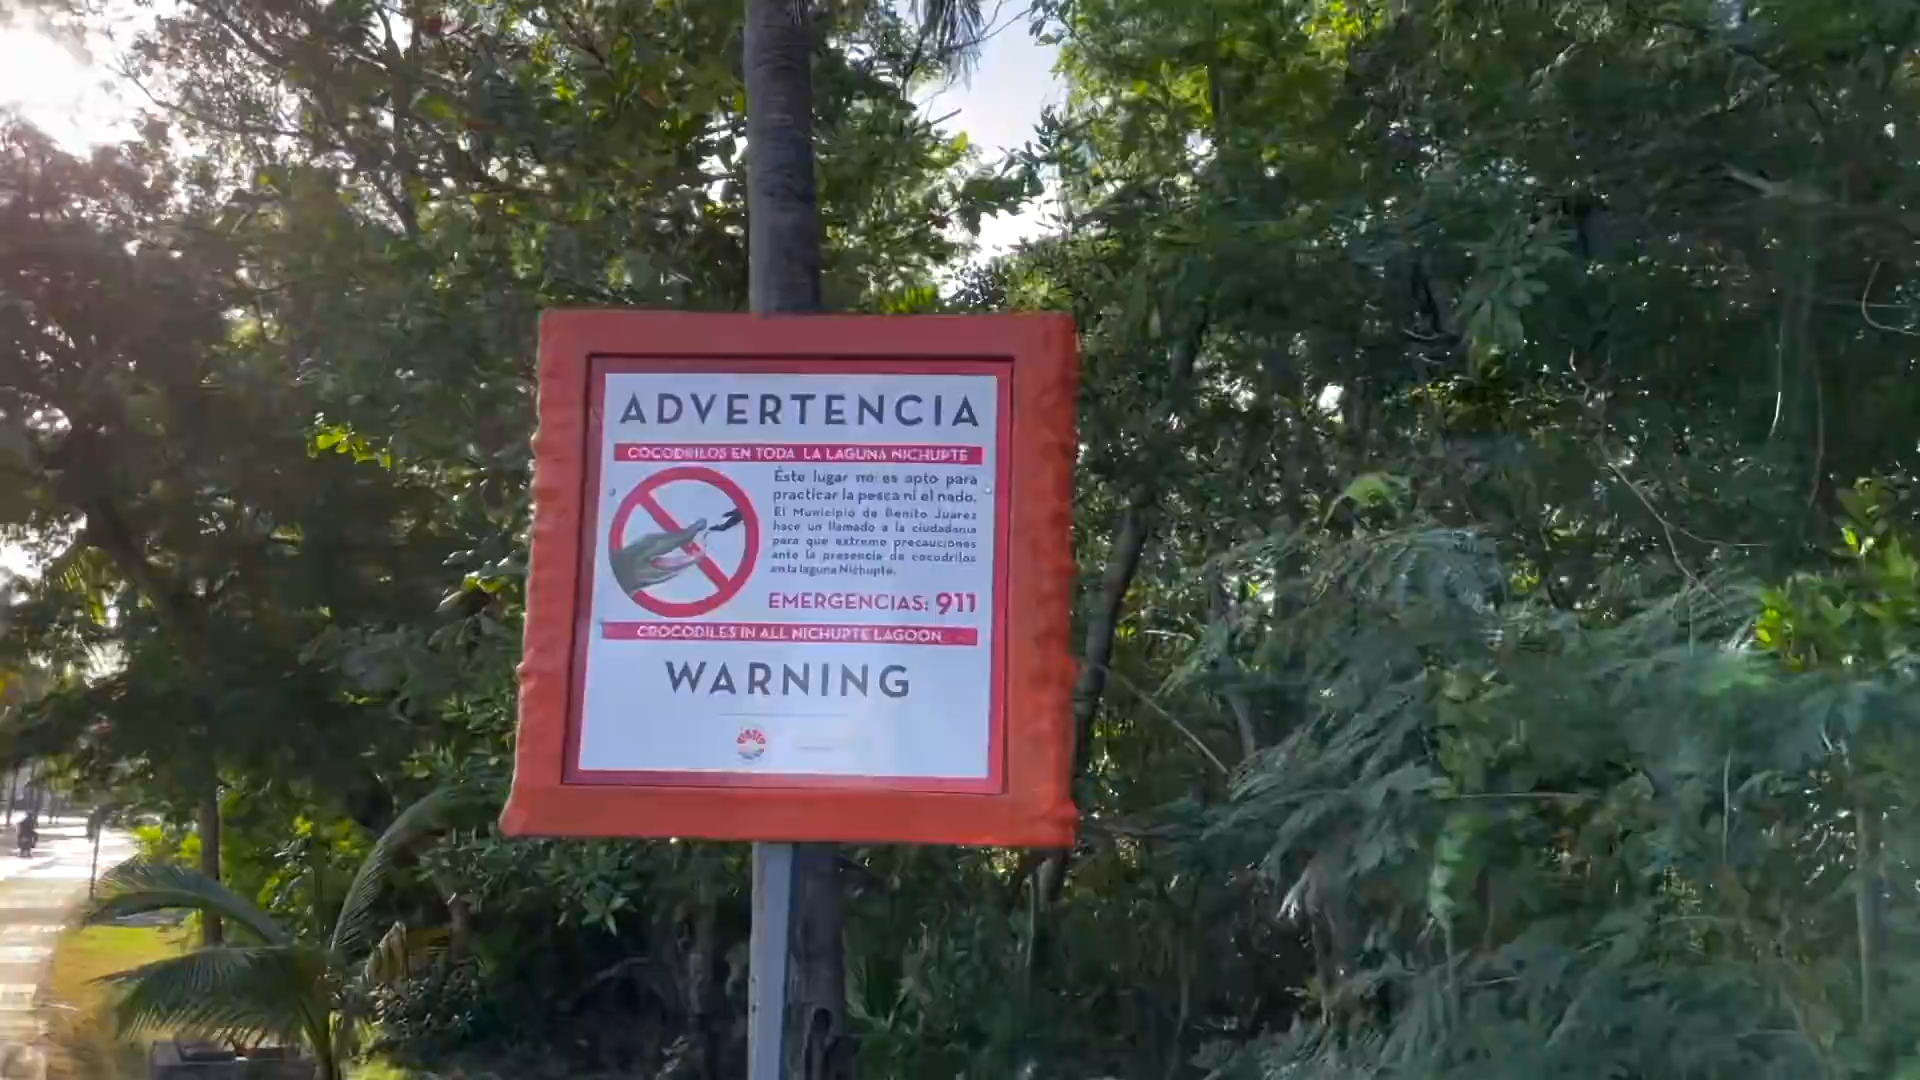 ADVERTENCIA
COCODRILOS EN TODA LA LAGUNA NICHUPTE
Éste lugar no es apto para
practicar la pesca ni el nado.
El Municipio de Benito Juarez
hace un llamado a la ciudadania
para que extreme precauciones
ante la presencia de cocodrilos
en la laguna Nichupte.
EMERGENCIAS: 911
CROCODILES IN ALL NICHUPTE LAGOON
WARNING